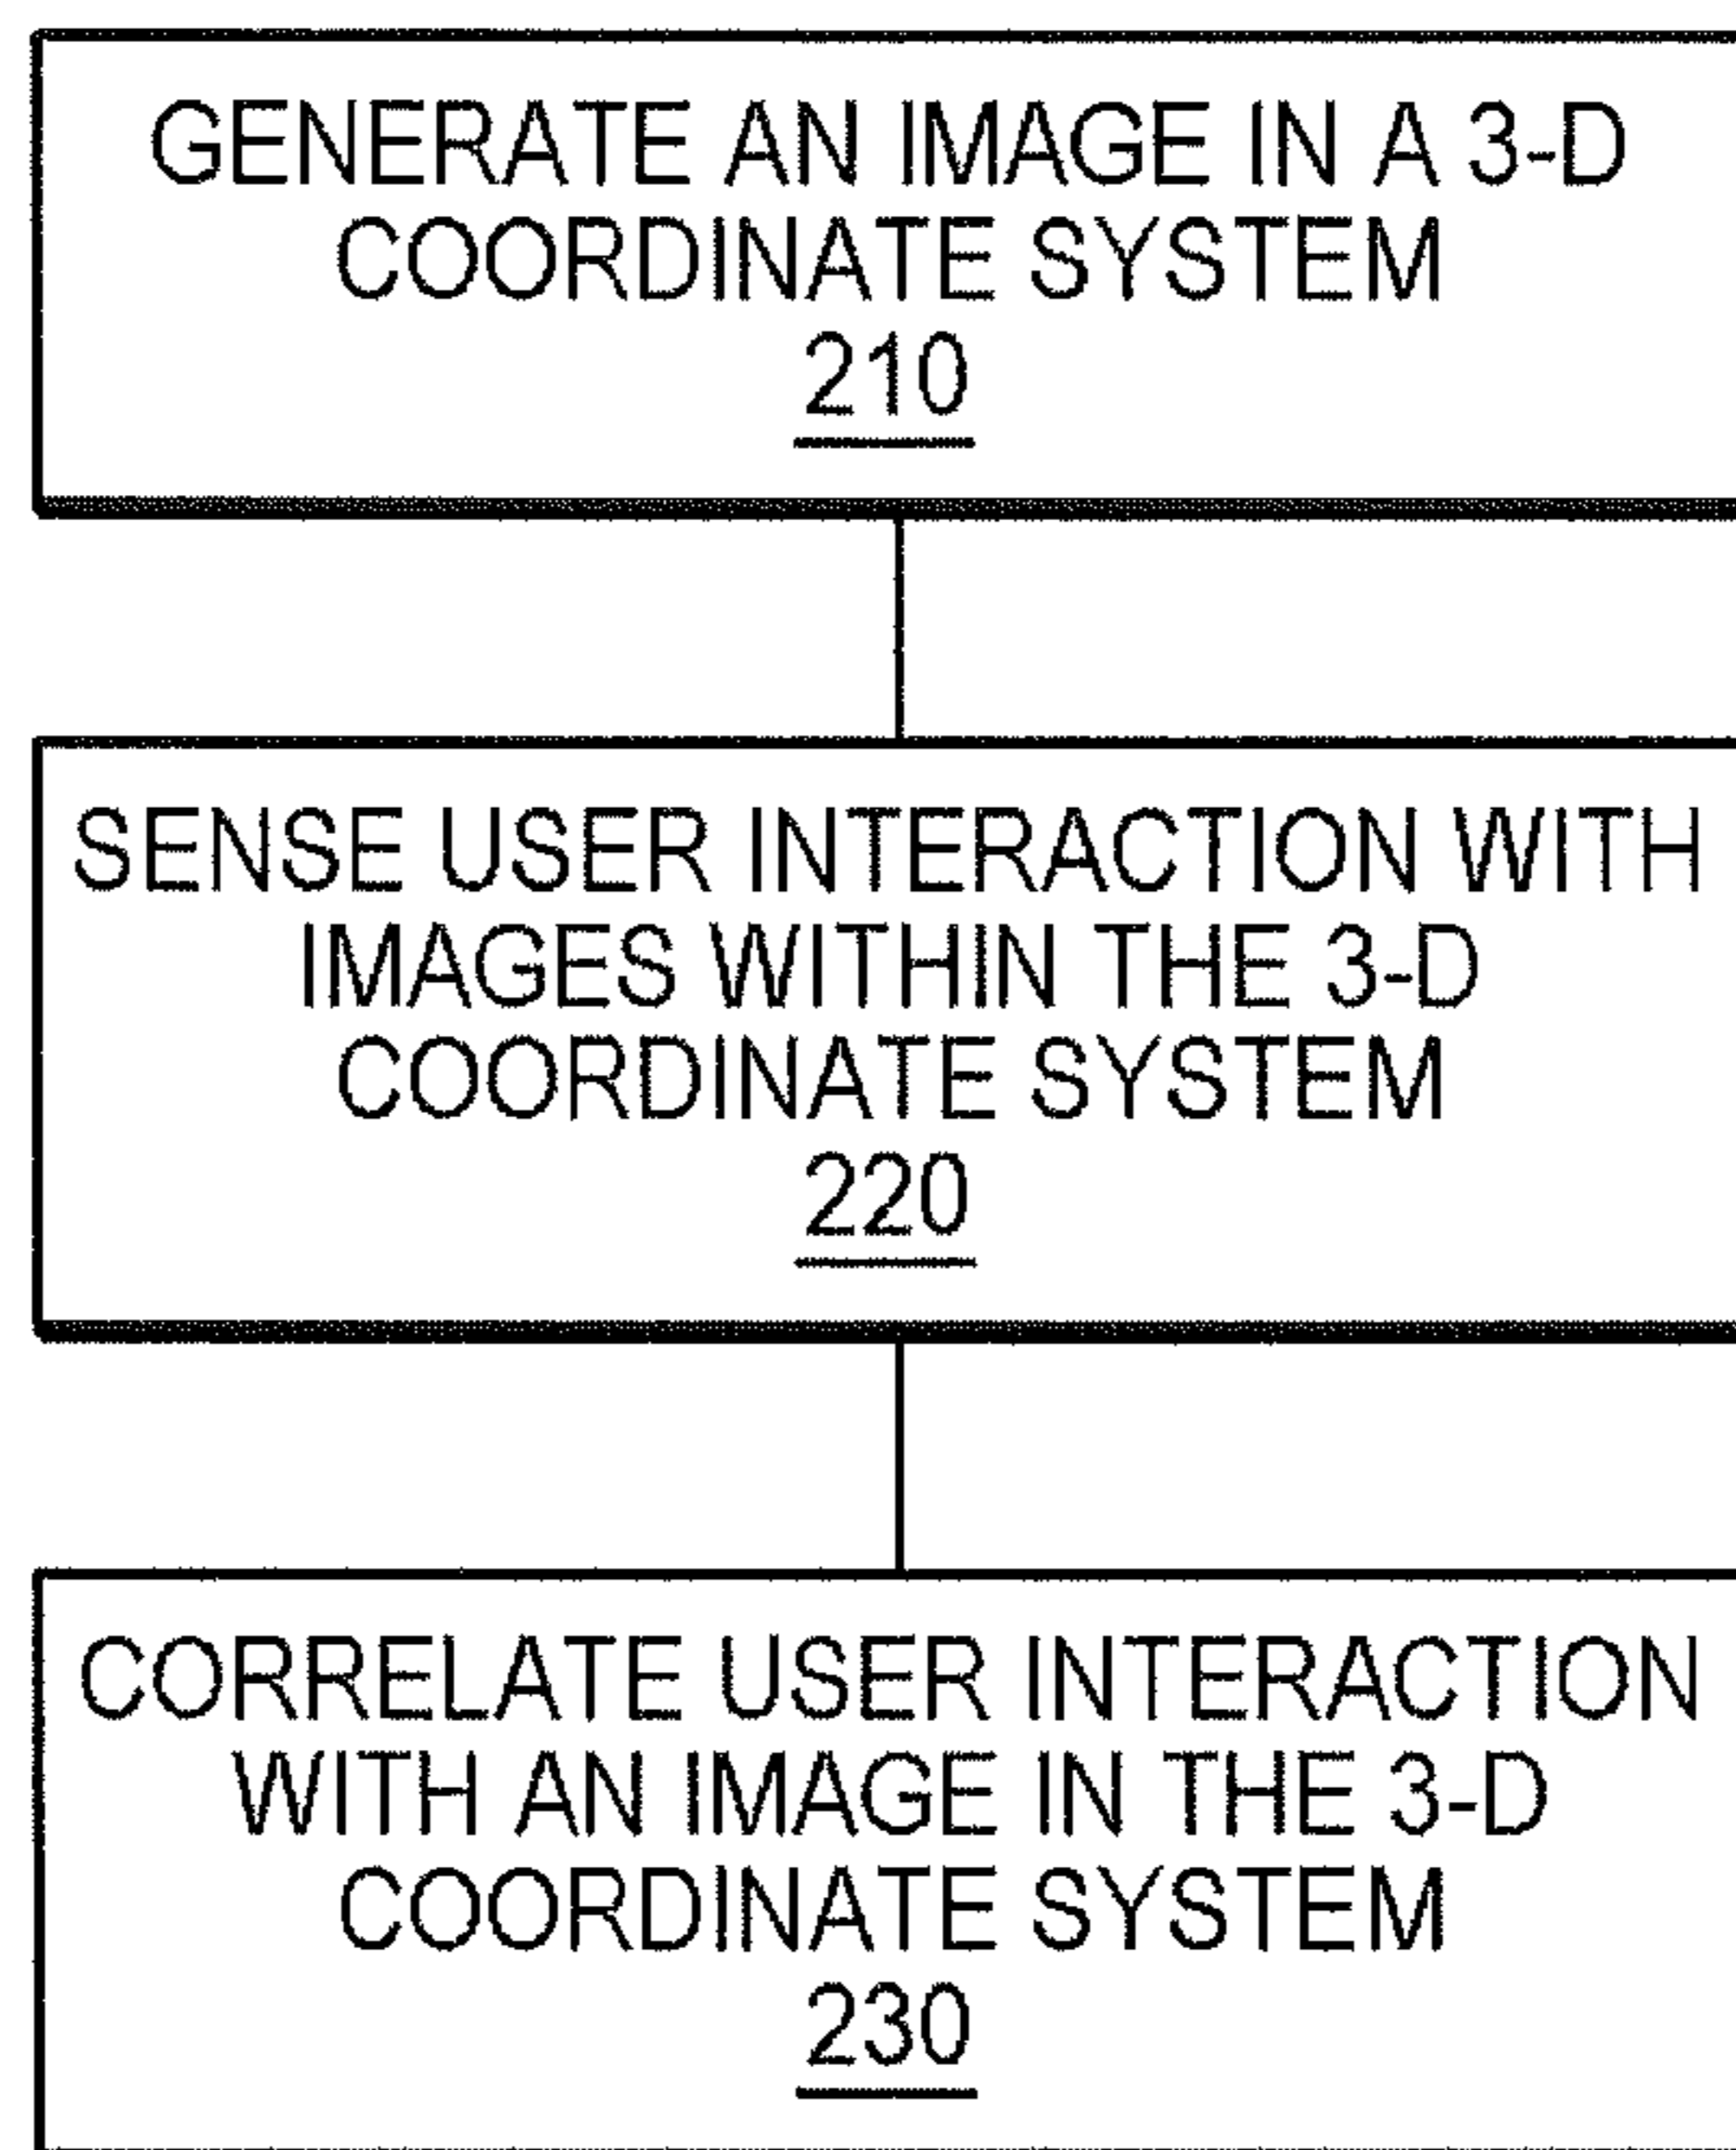 GENERATE AN IMAGE IN A 3-D
COORDINATE SYSTEM
210
SENSE USER INTERACTION WITH
IMAGES WITHIN THE 3-D
COORDINATE SYSTEM
220
CORRELATE USER INTERACTION
WITH AN IMAGE IN THE 3-D
COORDINATE SYSTEM
230